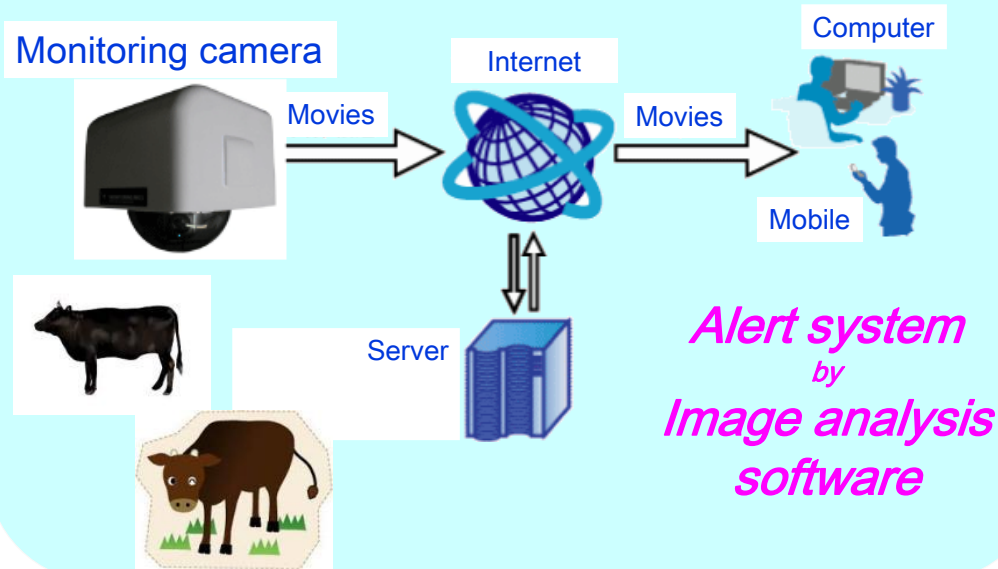 Monitoring camera
Movies
Internet
Movies
Computer
Mobile
Server
Alert system
by
Image analysis
software